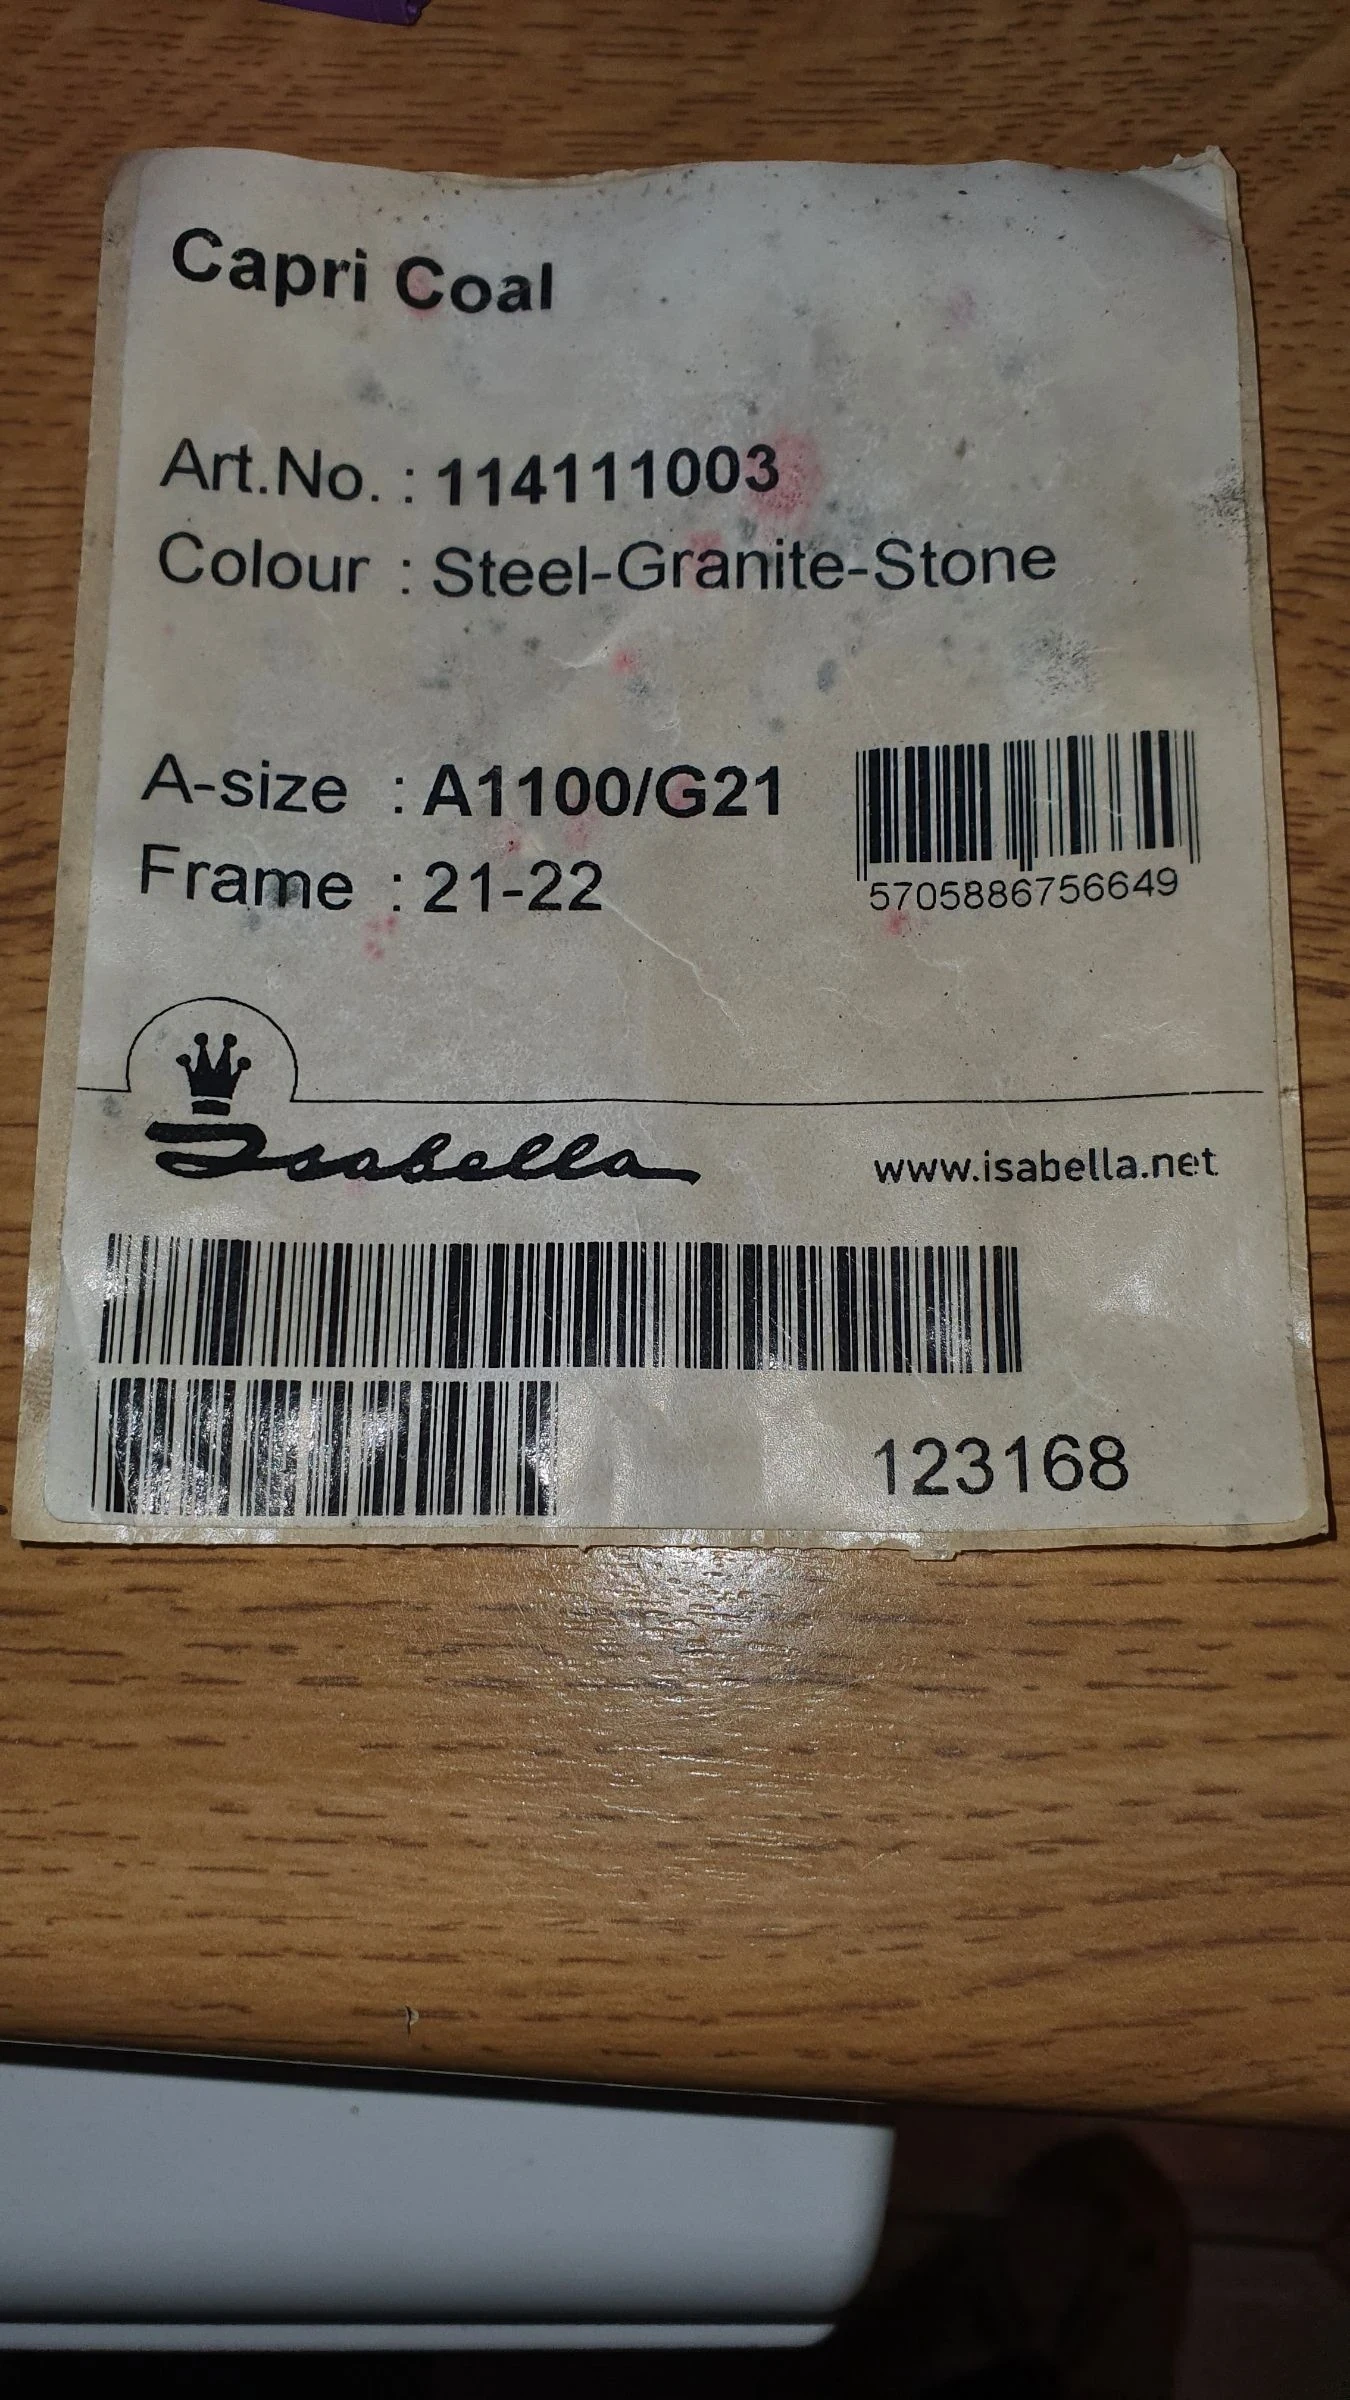 Capri Coal
Art.No. : 114111003
Colour : Steel-Granite-Stone
A-size : A1100/G21
Frame : 21-22
5705886756649
Isabella
www.isabella.net
123168